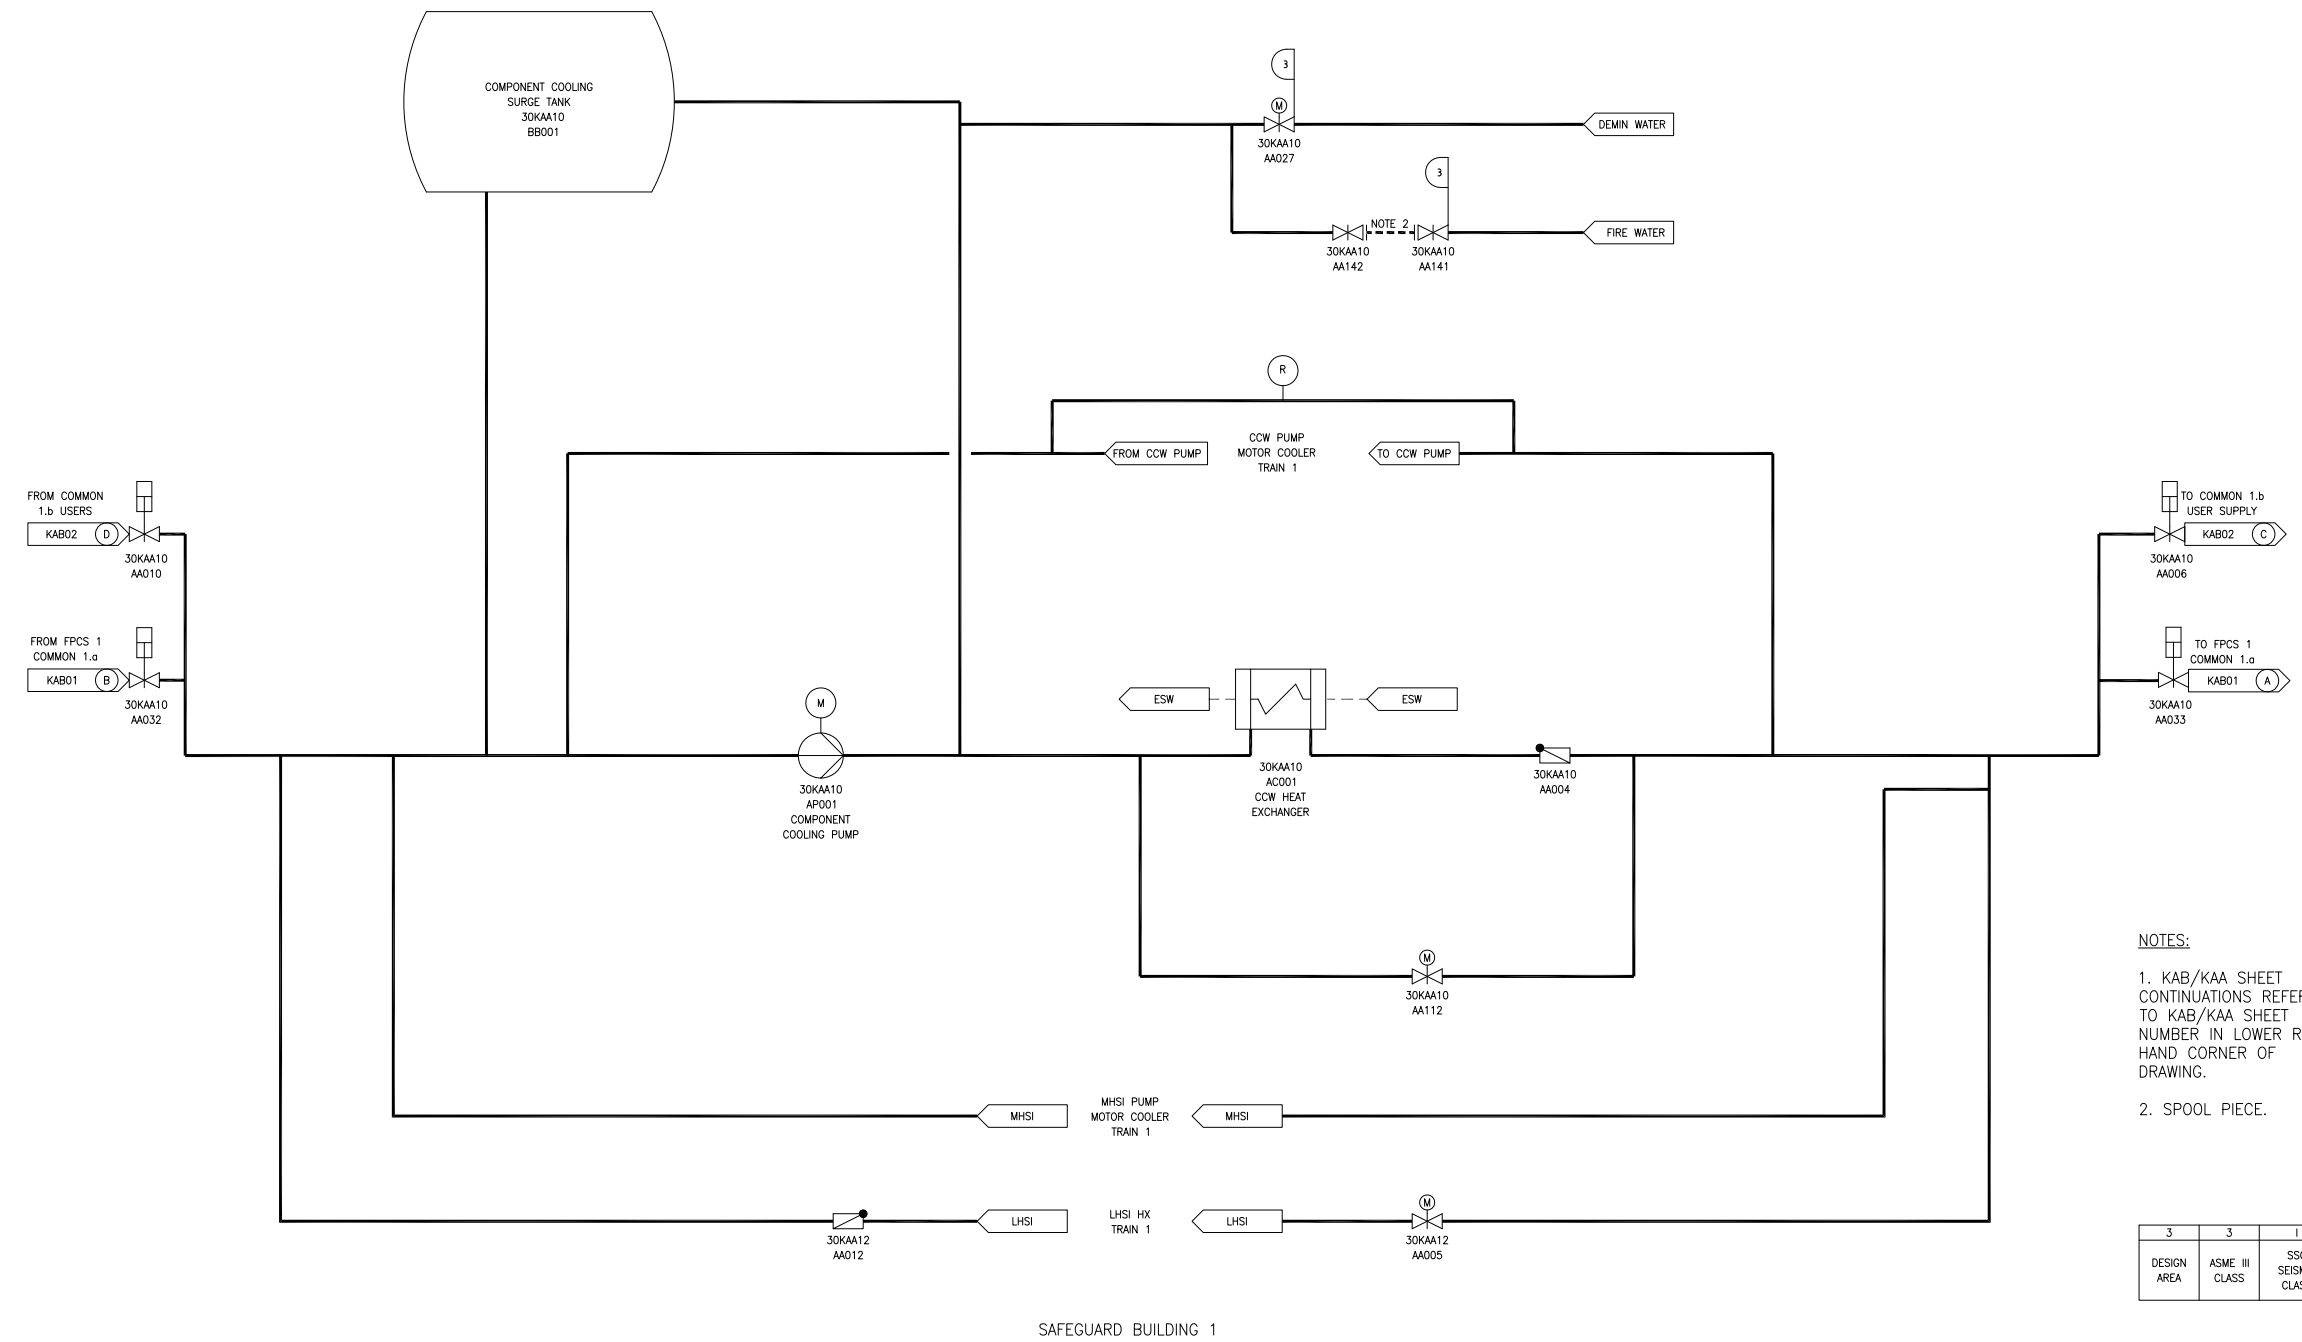 COMPONENT COOLING
SURGE TANK
30KAA10
BB001
3
M
30KAA10
AA027
DEMIN WATER
3
NOTE 2
30KAA10
AA142
30KAA10
AA141
FIRE WATER
R
FROM CCW PUMP
CCW PUMP
MOTOR COOLER
TRAIN 1
TO CCW PUMP
FROM COMMON
1.b USERS
KAB02 D
30KAA10
AA010
TO COMMON 1.b
USER SUPPLY
KAB02 C
30KAA10
AA006
FROM FPCS 1
COMMON 1.a
KAB01 B
30KAA10
AA032
TO FPCS 1
COMMON 1.a
KAB01 A
30KAA10
AA033
M
30KAA10
AP001
COMPONENT
COOLING PUMP
ESW
ESW
30KAA10
AC001
CCW HEAT
EXCHANGER
30KAA10
AA004
M
30KAA10
AA112
MHSI
MHSI PUMP
MOTOR COOLER
TRAIN 1
MHSI
30KAA12
AA012
LHSI
LHSI HX
TRAIN 1
LHSI
M
30KAA12
AA005
NOTES:
1. KAB/KAA SHEET
CONTINUATIONS
TO KAB/KAA SHEET
NUMBER IN LOWER
HAND CORNER OF
DRAWING.
2. SPOOL PIECE.
3 3 I
DESIGN
AREA
ASME III
CLASS
SAFEGUARD BUILDING 1